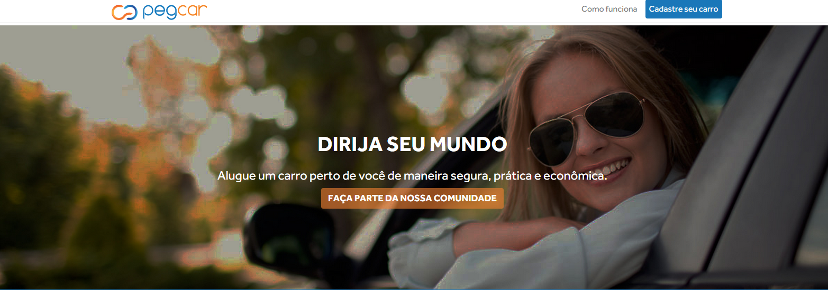 pegcar
Como funciona
Cadastre seu carro
DIRIJA SEU MUNDO
Alugue um carro perto de você de maneira segura, prática e econômica.
FAÇA PARTE DA NOSSA COMUNIDADE